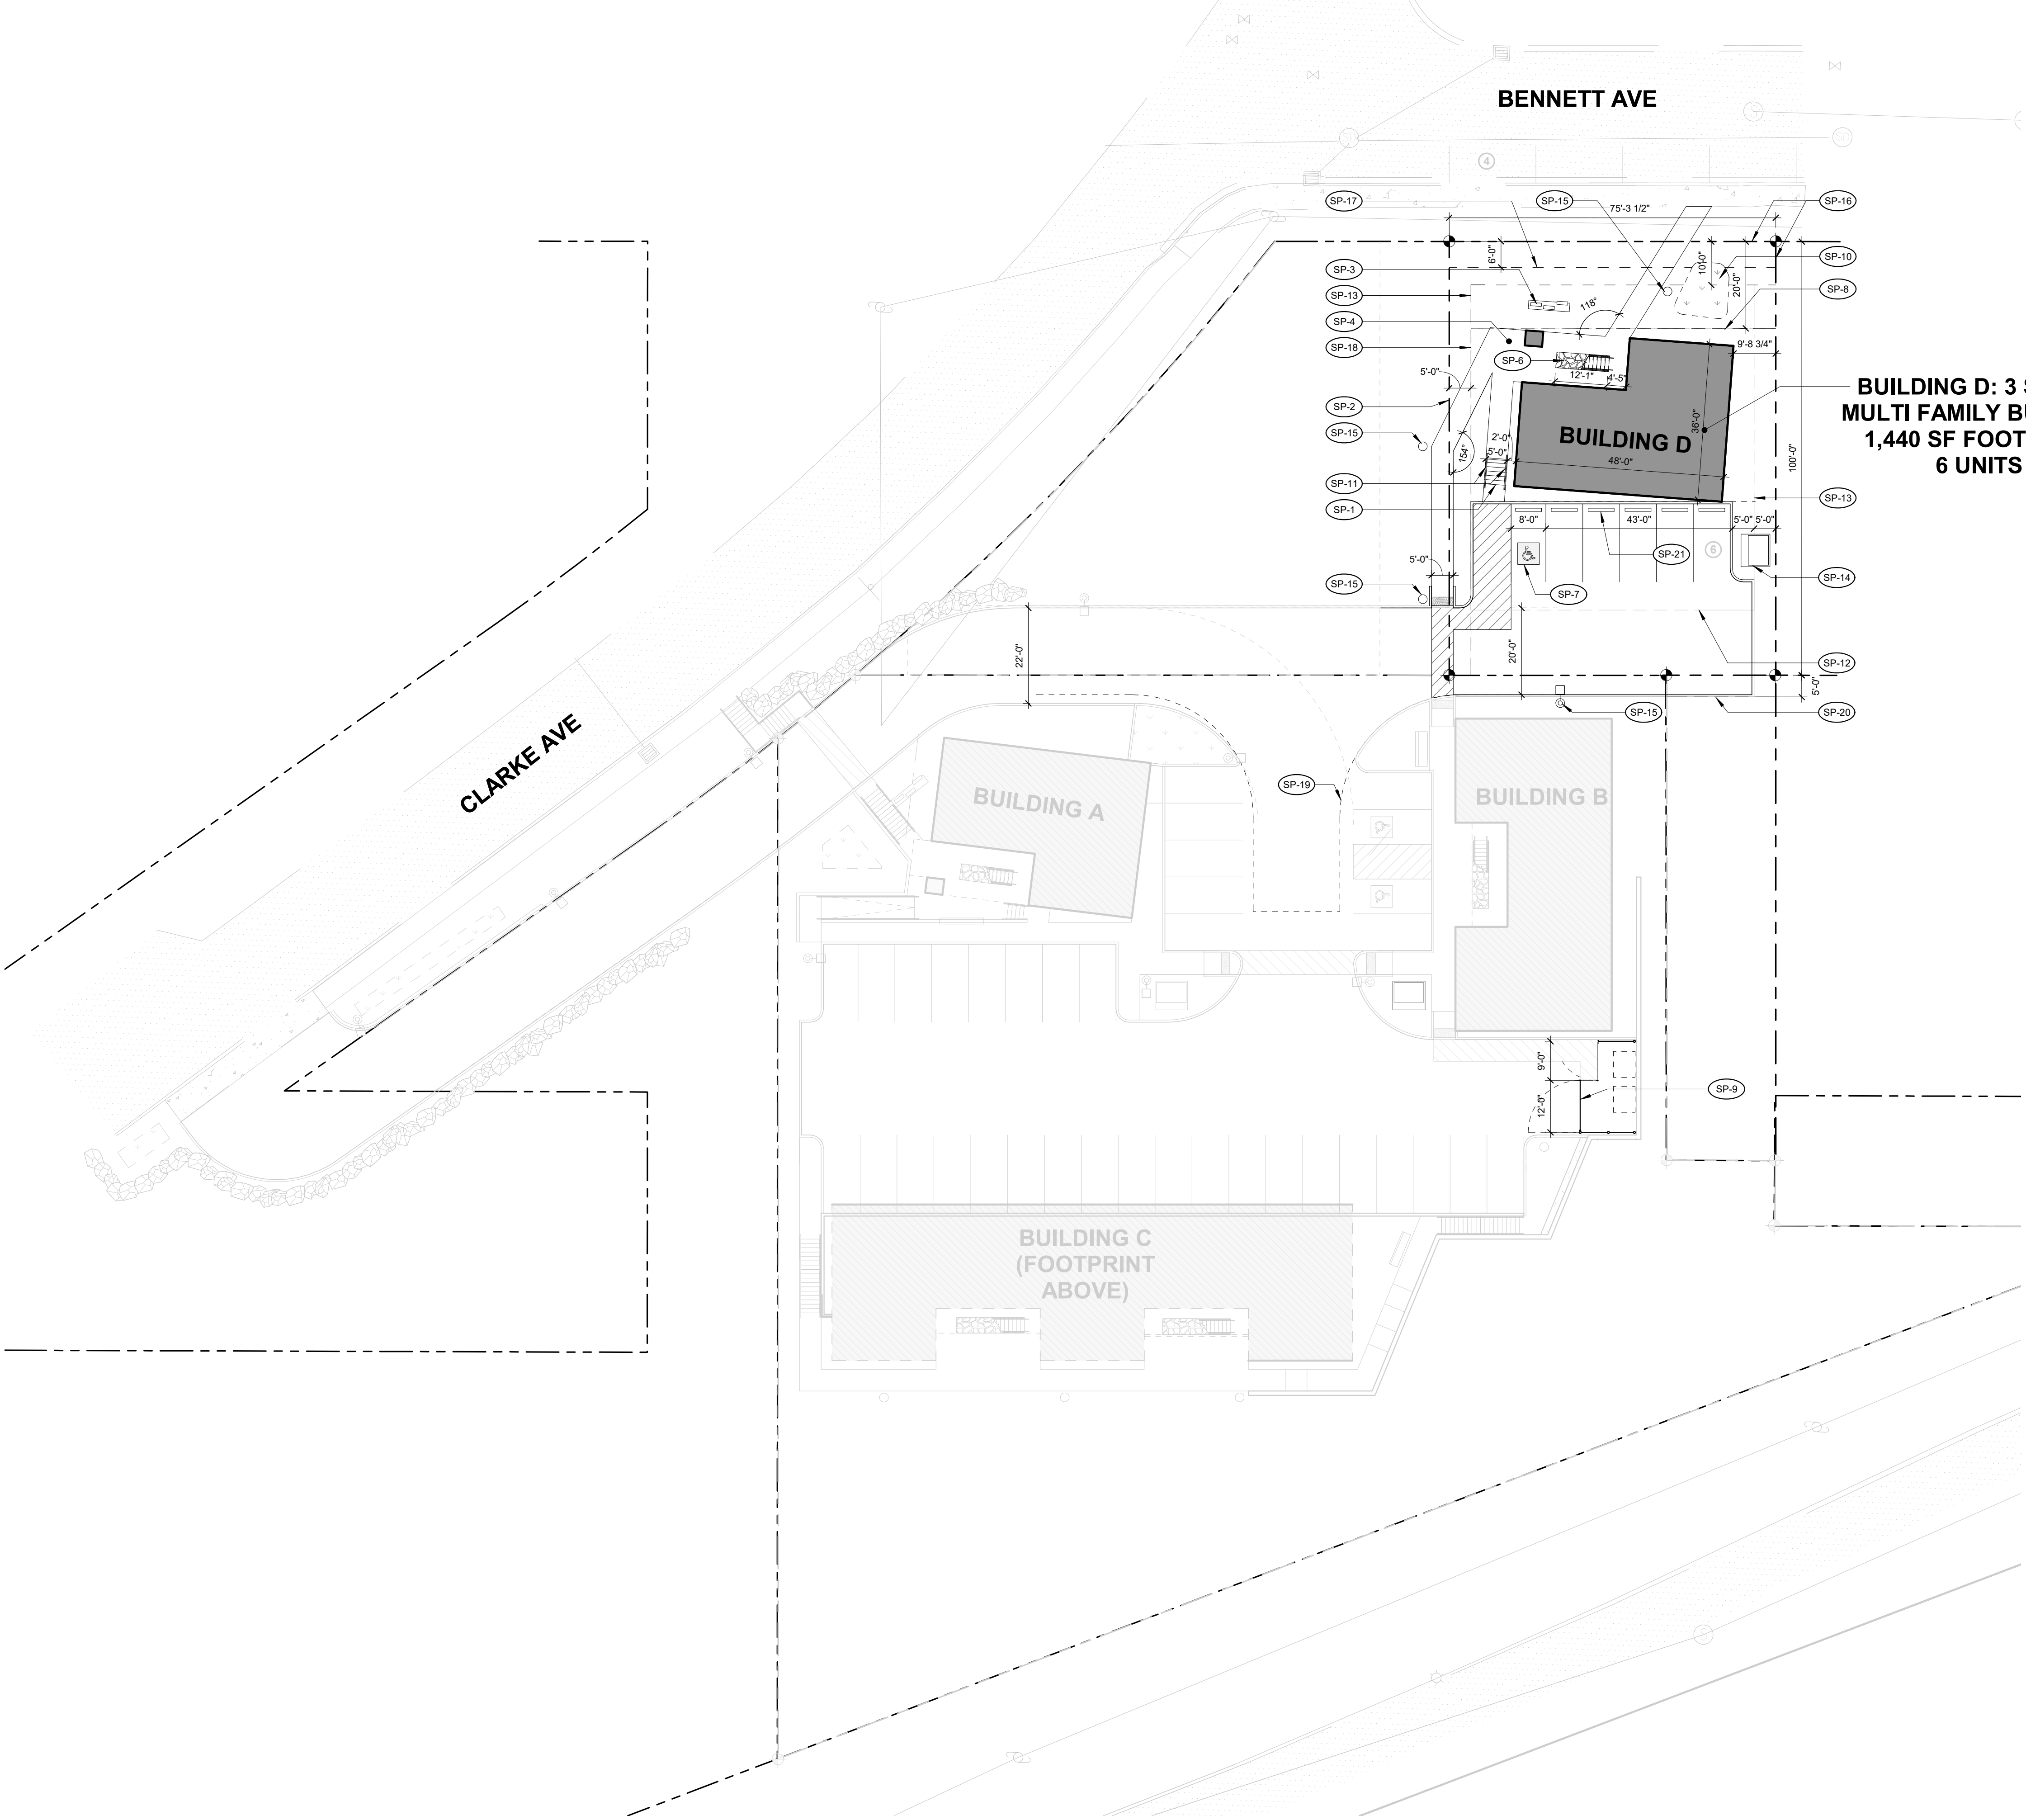 BENNETT AVE
4
SP-17
SP-15
75'-3 1/2"
SP-16
6'-0"
10'-0"
SP-10
SP-3
20'-0"
SP-8
SP-13
118°
SP-4
SP-18
9'-8 3/4"
SP-6
5'-0"
12'-1"
4'-5"
BUILDING D: 3 S
MULTI FAMILY BU
1,440 SF FOOT
6 UNITS
SP-2
36'-0"
SP-15
2'-0"
BUILDING D
154°
5'-0"
48'-0"
100'-0"
SP-11
SP-13
SP-1
8'-0"
43'-0"
5'-0"
5'-0"
6
SP-21
5'-0"
SP-14
SP-15
SP-7
22'-0"
20'-0"
SP-12
5'-0"
SP-15
SP-20
CLARKE AVE
SP-19
BUILDING A
BUILDING B
9'-0"
SP-9
12'-0"
BUILDING C
(FOOTPRINT
ABOVE)